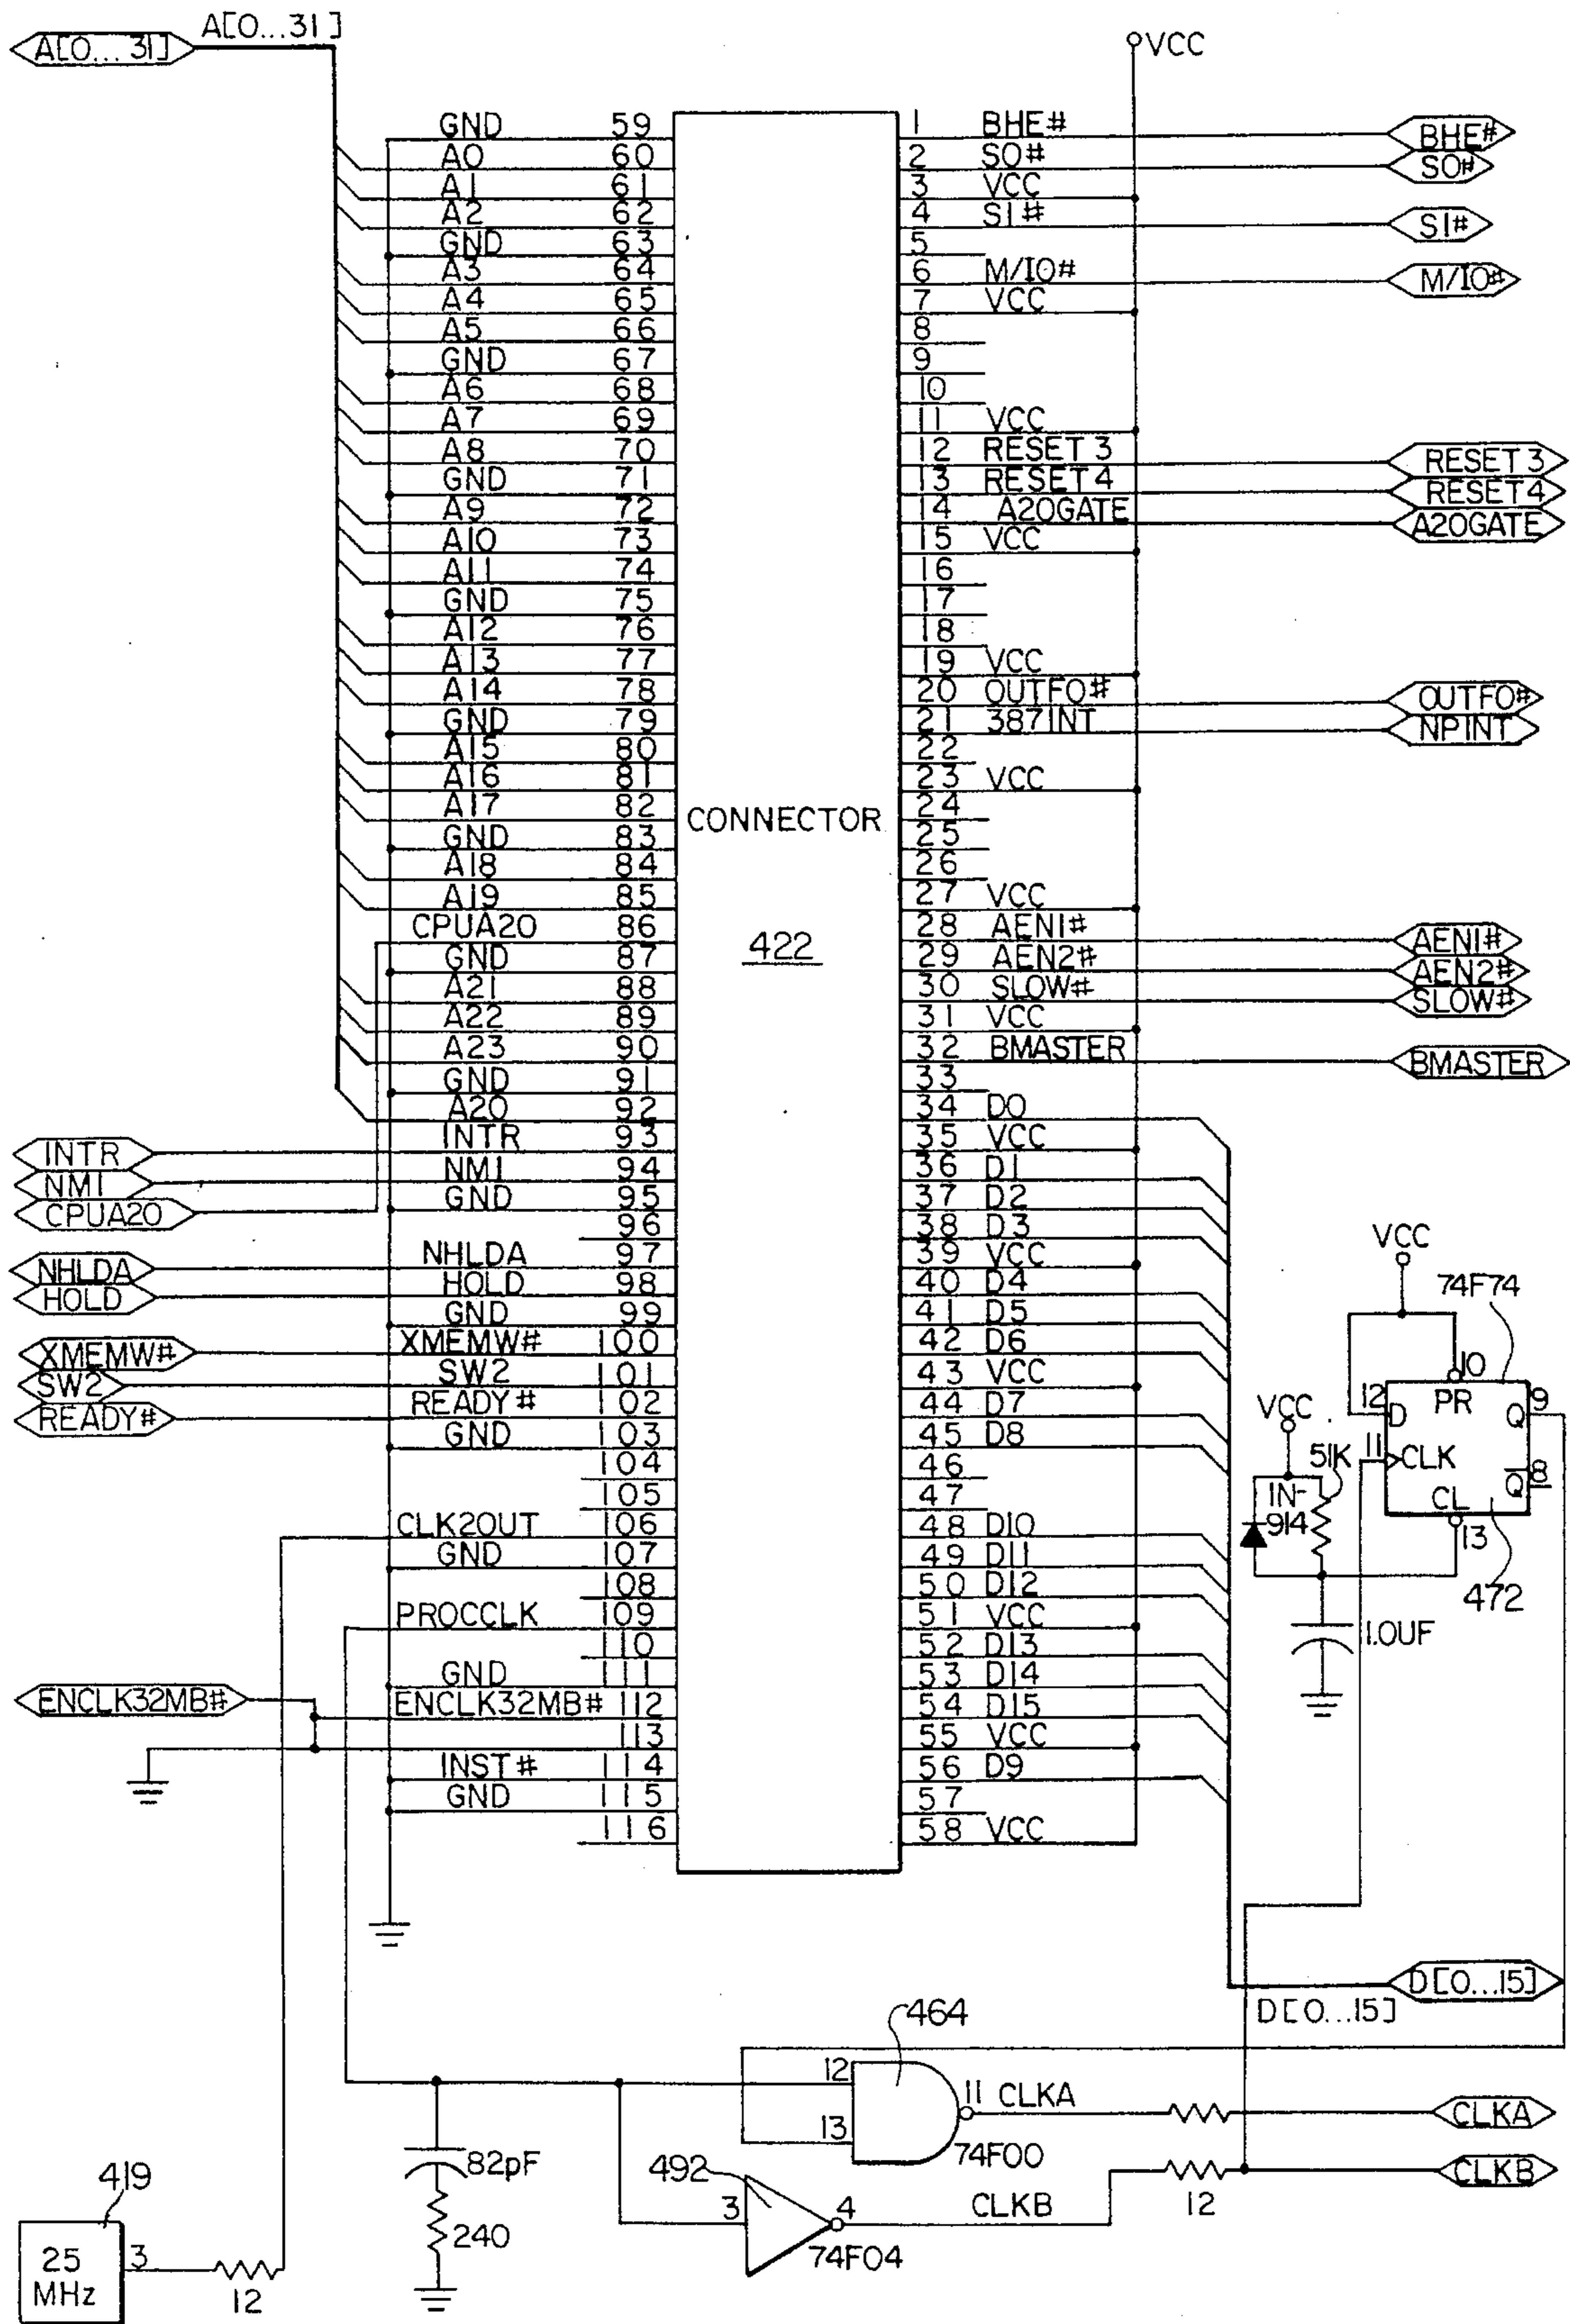 A[0...31] A[0...31]
VCC
GND 59
A0 60
A1 61
A2 62
GND 63
A3 64
A4 65
A5 66
GND 67
A6 68
A7 69
A8 70
GND 71
A9 72
A10 73
A11 74
GND 75
A12 76
A13 77
A14 78
GND 79
A15 80
A16 81
A17 82
GND 83
A18 84
A19 85
CPUA20 86
GND 87
A21 88
A22 89
A23 90
GND 91
A20 92
INTR INTR 93
NMI NMI 94
CPUA20 GND 95
96
NHLDA NHLDA 97
HOLD HOLD 98
GND 99
XMEMW# XMEMW# 100
SW2 SW2 101
READY# READY# 102
GND 103
104
105
CLK2OUT 106
GND 107
108
PROCCLK 109
110
GND 111
ENCLK32MB# ENCLK32MB# 112
113
INST# 114
GND 115
116
CONNECTOR
422
1 BHE# BHE#
2 S0# S0#
3 VCC
4 S1# S1#
5
6 M/IO# M/IO#
7 VCC
8
9
10
11 VCC
12 RESET 3 RESET 3
13 RESET 4 RESET 4
14 A20GATE A20GATE
15 VCC
16
17
18
19 VCC
20 OUTF0# OUTF0#
21 387INT NPINT
22
23 VCC
24
25
26
27 VCC
28 AEN1# AEN1#
29 AEN2# AEN2#
30 SLOW# SLOW#
31 VCC
32 BMASTER BMASTER
33
34 D0
35 VCC
36 D1
37 D2
38 D3
39 VCC
40 D4
41 D5
42 D6
43 VCC
44 D7
45 D8
46
47
48 D10
49 D11
50 D12
51 VCC
52 D13
53 D14
54 D15
55 VCC
56 D9
57
58 VCC
VCC
74F74
10
12 D PR Q 9
VCC
51K
11 CLK
Q 8
CL
13
1N-
914
472
1.0UF
D[0...15]
D[0...15]
464
12
13
11 CLKA CLKA
74F00
82pF
240
492
3
4 CLKB
74F04
12
CLKB
419
25
MHz
3
12